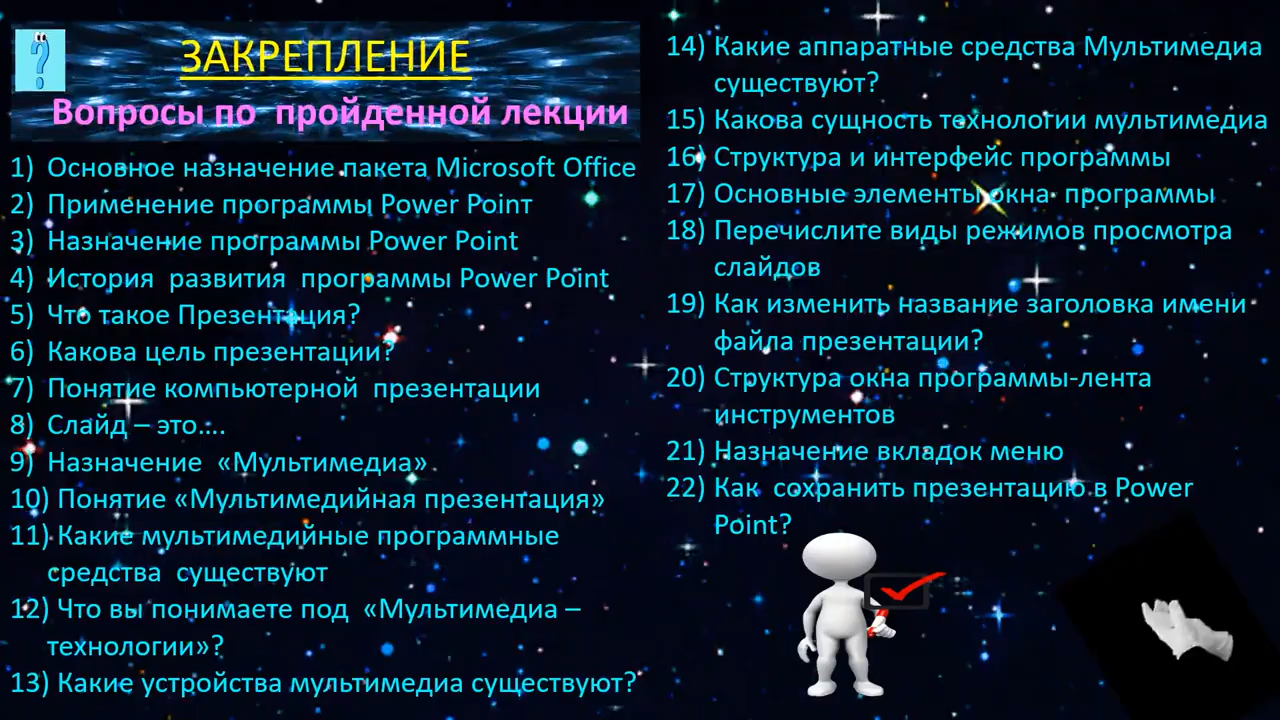 ЗАКРЕПЛЕНИЕ
Вопросы по пройденной лекции
1) Основное назначение пакета Microsoft Office
2) Применение программы Power Poinт
3) Назначение программы Power Point
4) История развития программы Power Point
5) Что такое Презентация?
6) Какова цель презентации?
7) Понятие компьютерной презентации
8) Слайд – это....
9) Назначение «Мультимедиа»
10) Понятие «Мультимедийная презентация»
11) Какие мультимедийные программные
средства существуют
12) Что вы понимаете под «Мультимедиа –
технологии»?
13) Какие устройства мультимедиа существуют?
14) Какие аппаратные средства Мультимедиа
существуют?
15) Какова сущность технологии мультимедиа
16) Структура и интерфейс программы
17) Основные элементы окна программы
18) Перечислите виды режимов просмотра
слайдов
19) Как изменить название заголовка имени
файла презентации?
20) Структура окна программы-лента
инструментов
21) Назначение вкладок меню
22) Как сохранить презентацию в Power
Point?